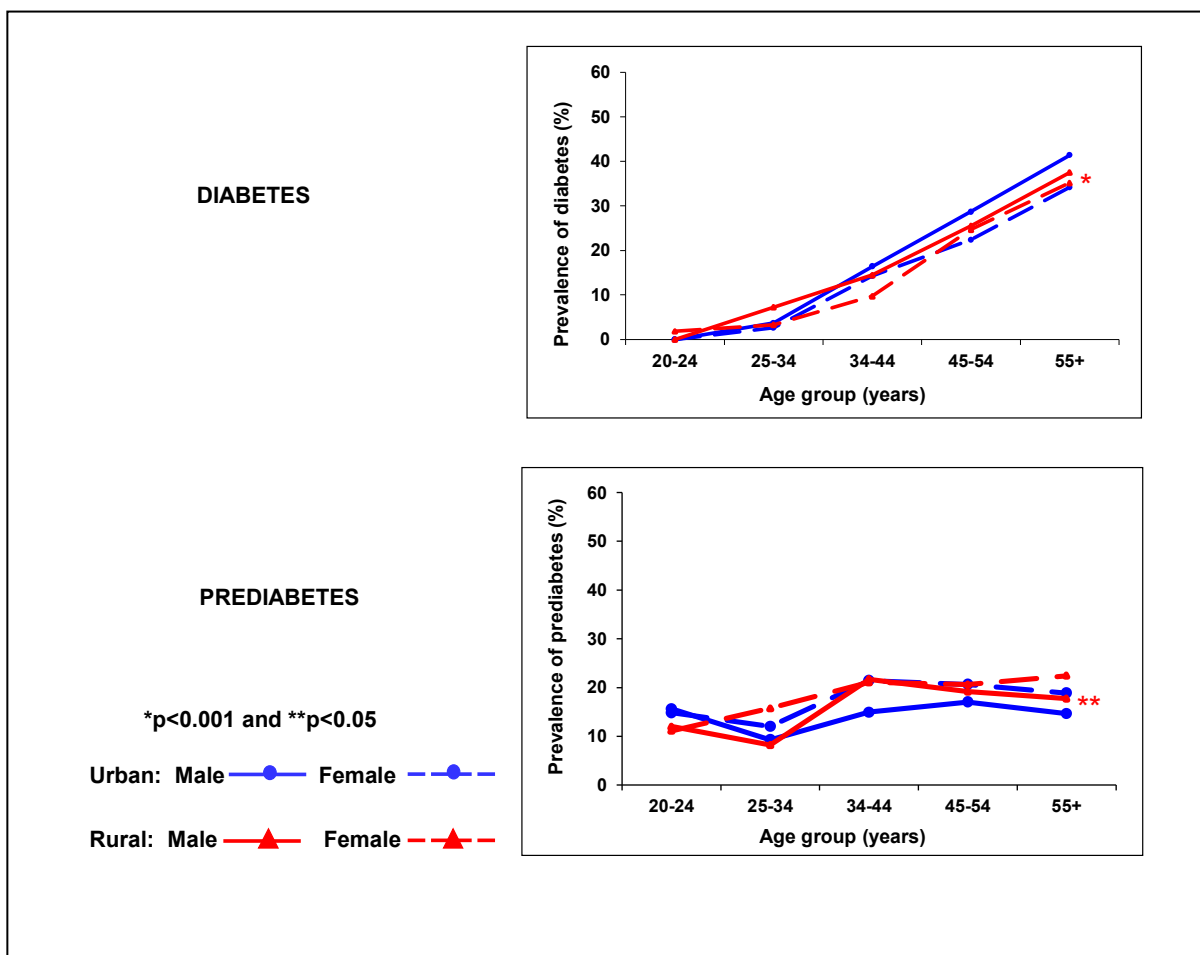 DIABETES
Prevalence of diabetes (%)
60
50
40
30
20
10
0
20-24 25-34 34-44 45-54 55+
Age group (years)
*
PREDIABETES
Prevalence of prediabetes (%)
60
50
40
30
20
10
0
20-24 25-34 34-44 45-54 55+
Age group (years)
**
*p<0.001 and **p<0.05
Urban: Male Female
Rural: Male Female